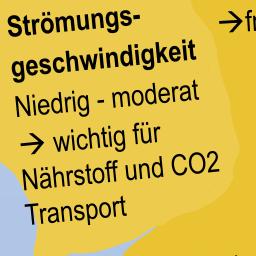 Strömungs-
geschwindigkeit
Niedrig - moderat
→ wichtig für
Nährstoff und CO2
Transport
→